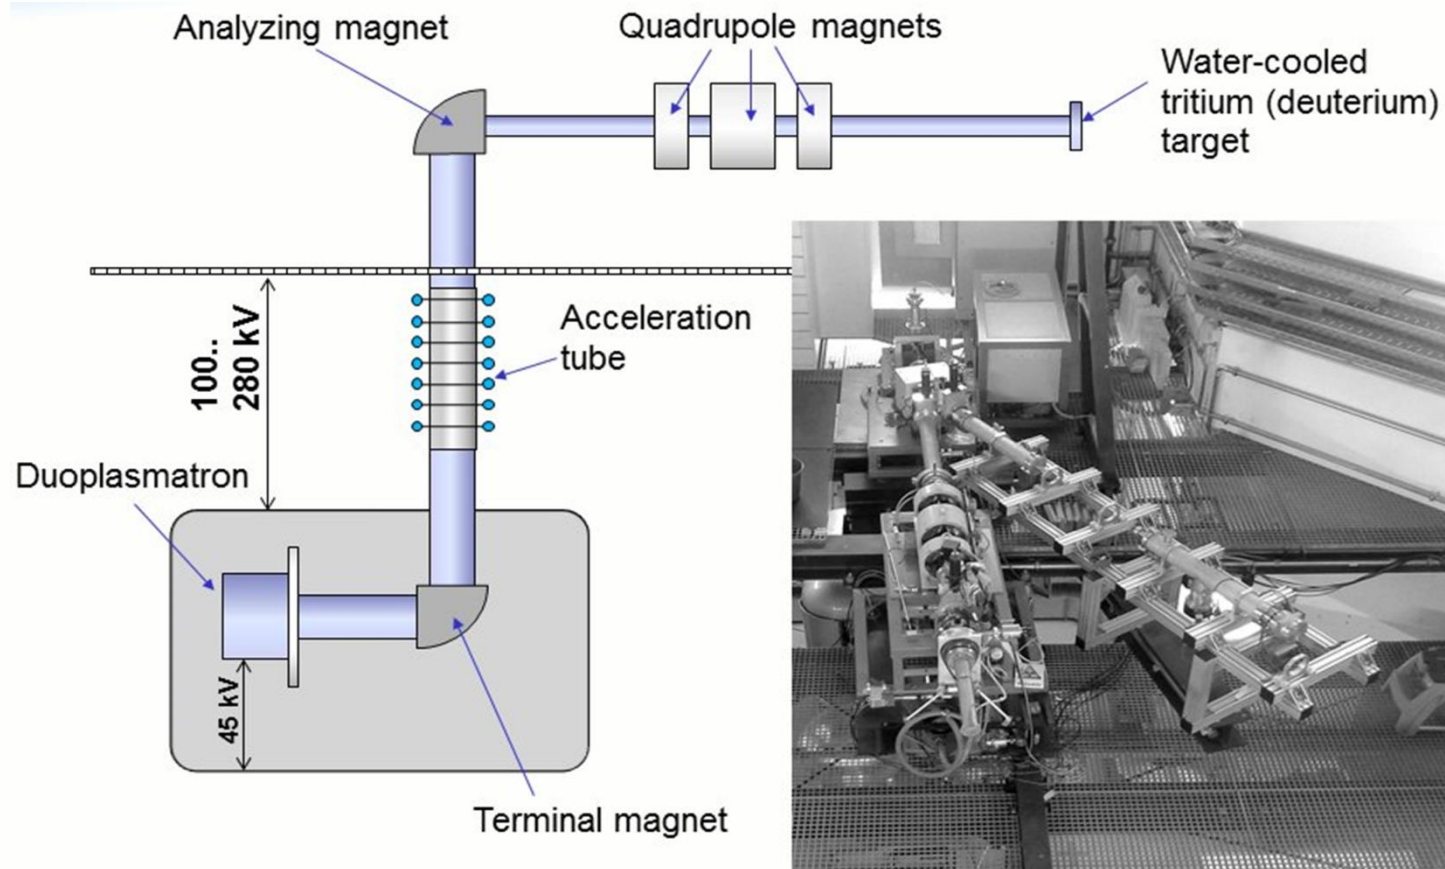 Analyzing magnet
Quadrupole magnets
Water-cooled
tritium (deuterium)
target
100..
280 kV
Acceleration
tube
Duoplasmatron
45 kV
Terminal magnet